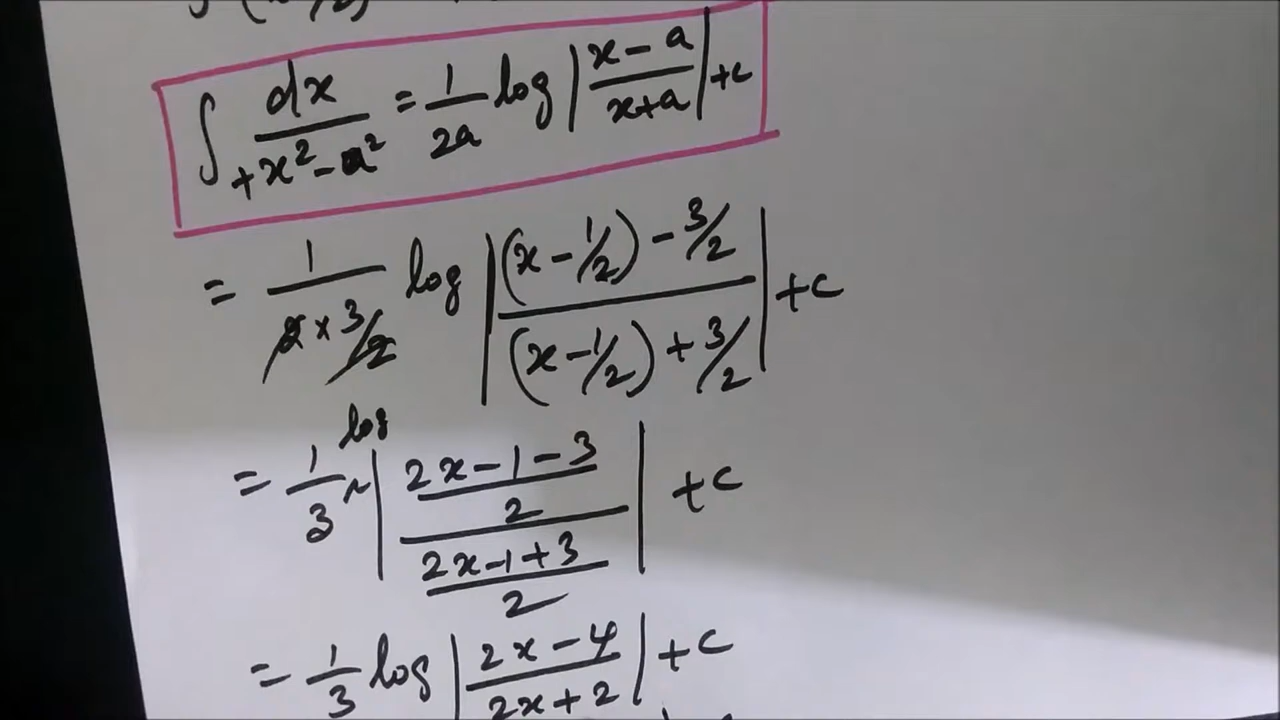 ∫ dx/(+x² - a²) = 1/2a log |(x - a)/(x + a)| + c
= 1/(2 × 3/2) log |((x - 1/2) - 3/2)/((x - 1/2) + 3/2)| + c
= 1/3 log |((2x - 1 - 3)/2)/((2x - 1 + 3)/2)| + c
= 1/3 log |(2x - 4)/(2x + 2)| + c